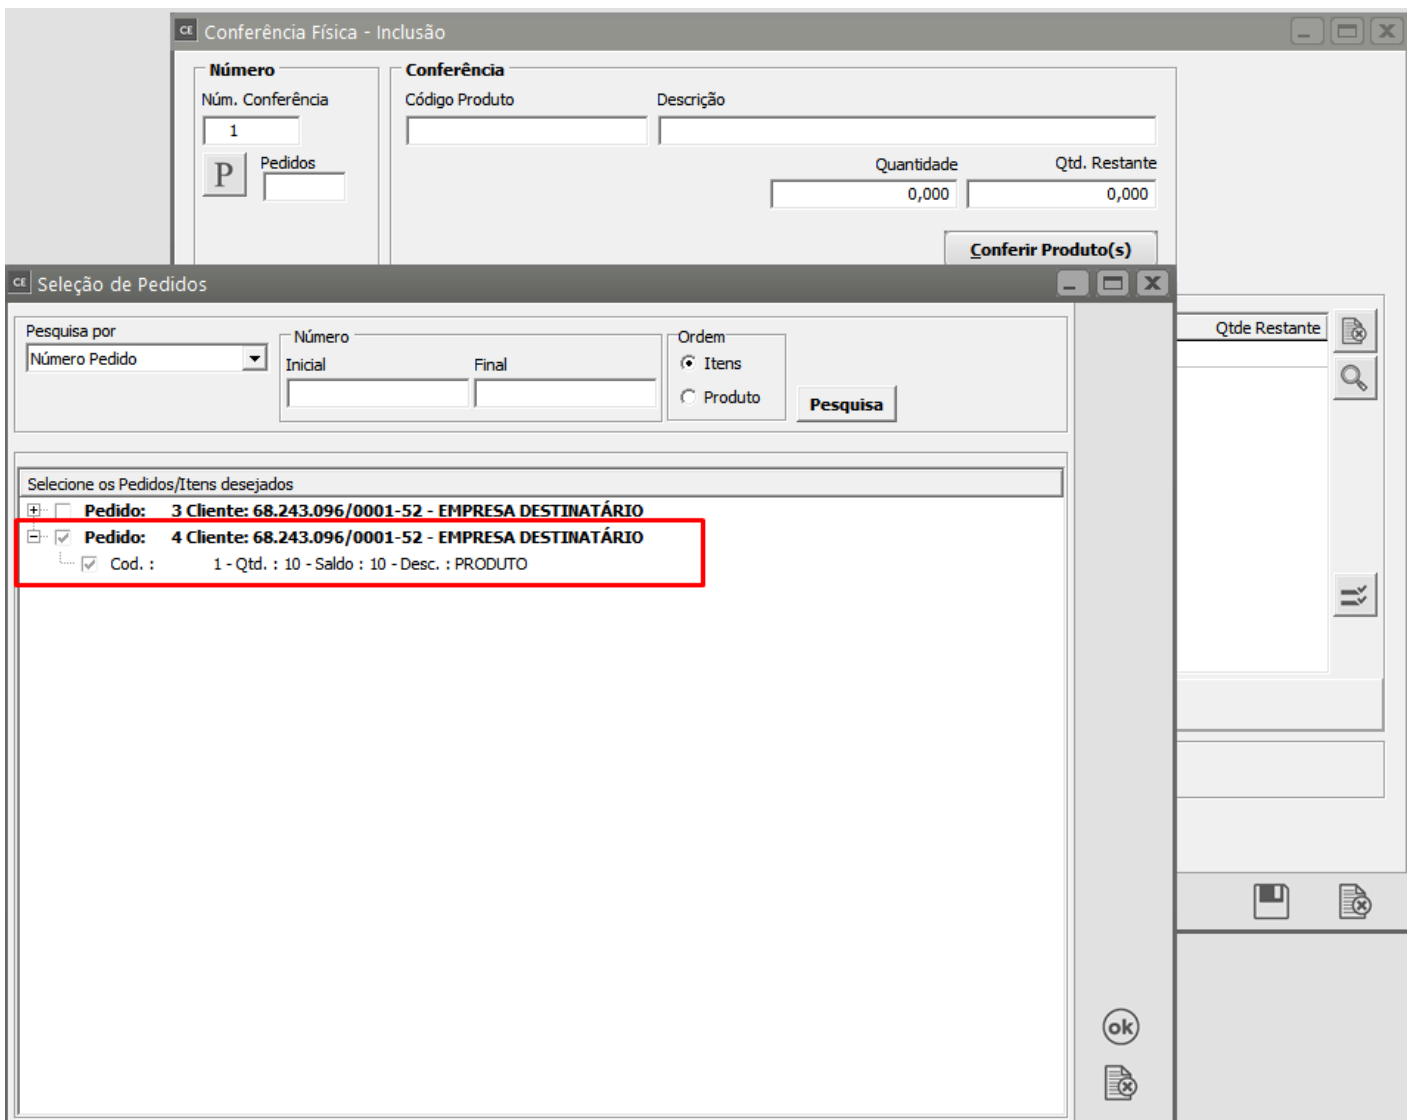 CE Conferência Física - Inclusão
Número
Conferência
Núm. Conferência
Código Produto
Descrição
1
P
Pedidos
Quantidade
Qtd. Restante
0,000
0,000
Conferir Produto(s)
CE Seleção de Pedidos
Pesquisa por
Número Pedido
Número
Inicial
Final
Ordem
Itens
Produto
Pesquisa
Qtde Restante
Selecione os Pedidos/Itens desejados
Pedido: 3 Cliente: 68.243.096/0001-52 - EMPRESA DESTINATÁRIO
Pedido: 4 Cliente: 68.243.096/0001-52 - EMPRESA DESTINATÁRIO
Cod. : 1 - Qtd. : 10 - Saldo : 10 - Desc. : PRODUTO
ok